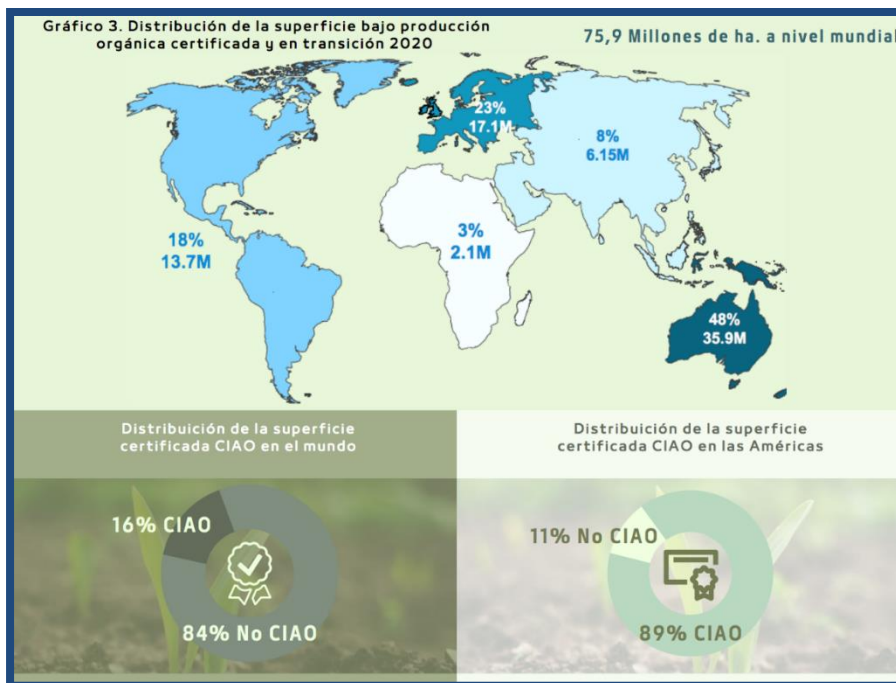 Gráfico 3. Distribución de la superficie bajo producción
orgánica certificada y en transición 2020
75,9 Millones de ha. a nivel mundial
23%
17.1M
8%
6.15M
18%
13.7M
3%
2.1M
48%
35.9M
Distribuición de la superficie
certificada CIAO en el mundo
16% CIAO
84% No CIAO
Distribuición de la superficie
certificada CIAO en las Américas
11% No CIAO
89% CIAO